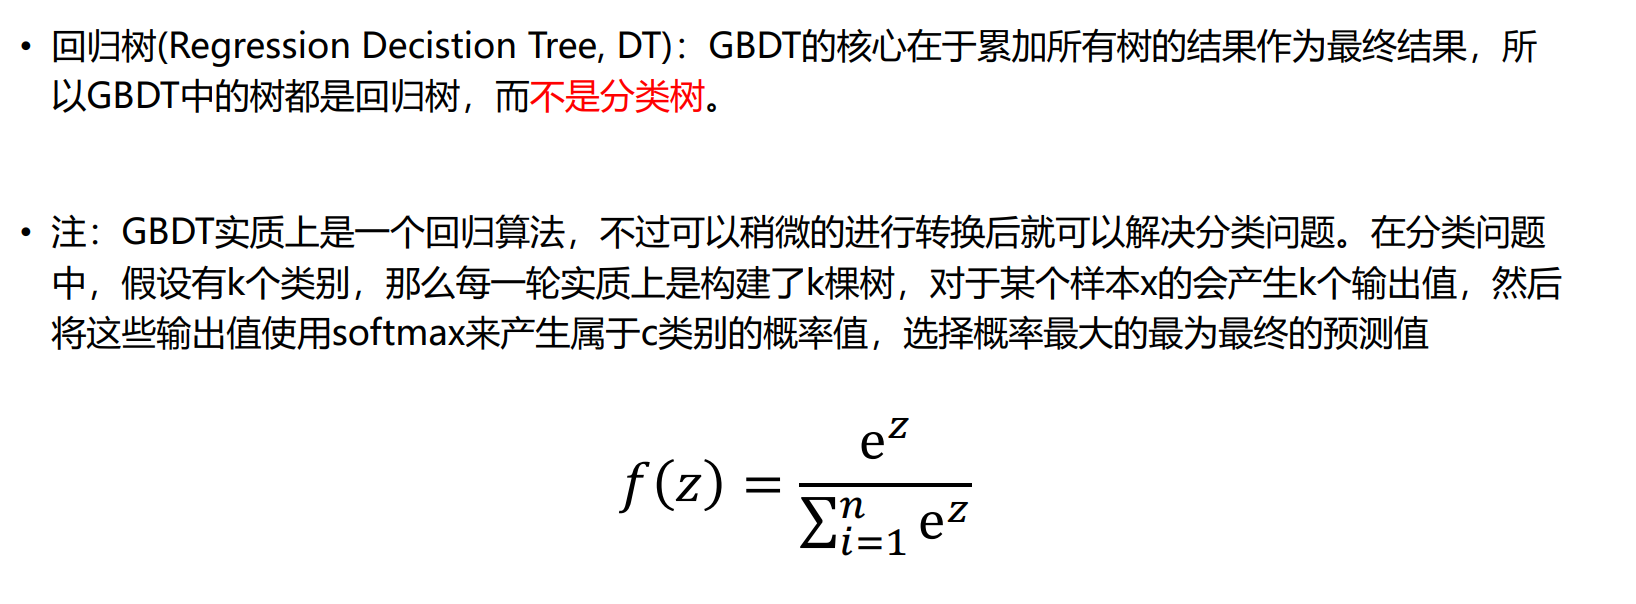 • 回归树(Regression Decistion Tree, DT)：GBDT的核心在于累加所有树的结果作为最终结果，所
以GBDT中的树都是回归树，而不是分类树。
• 注：GBDT实质上是一个回归算法，不过可以稍微的进行转换后就可以解决分类问题。在分类问题
中，假设有k个类别，那么每一轮实质上是构建了k棵树，对于某个样本x的会产生k个输出值，然后
将这些输出值使用softmax来产生属于c类别的概率值，选择概率最大的最为最终的预测值
f(z) = e^z / ∑_{i=1}^{n} e^z